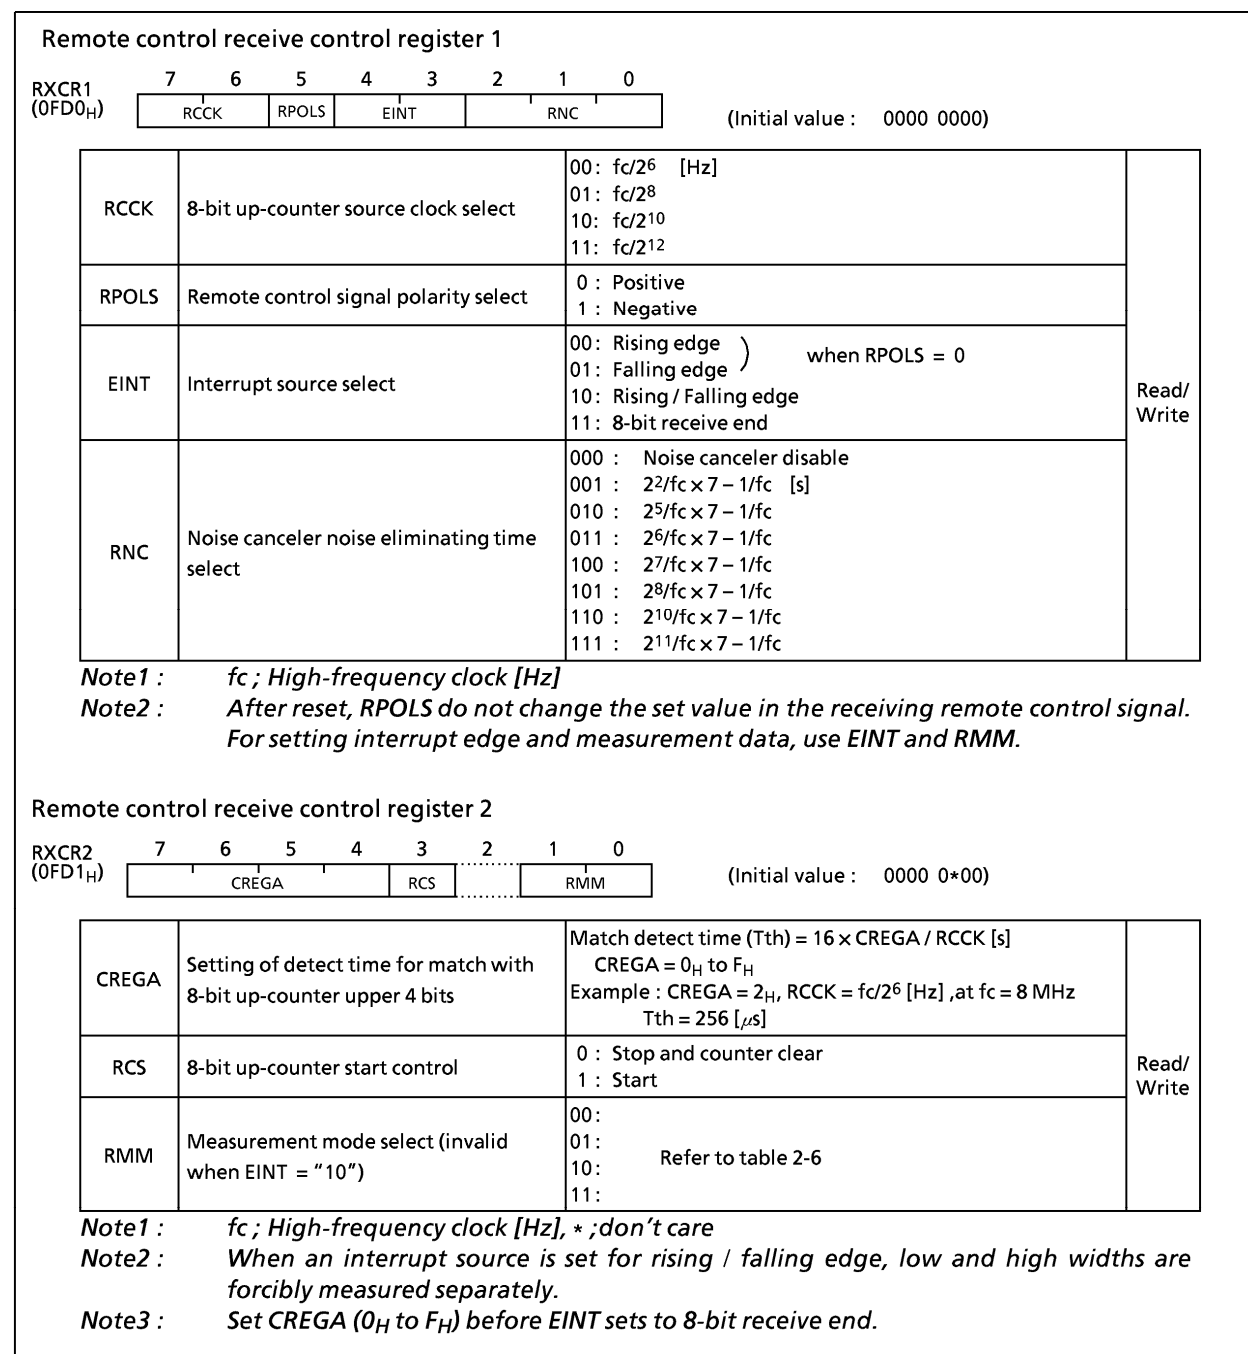 Remote control receive control register 1
7 6 5 4 3 2 1 0
RXCR1
(0FD0H)
RCCK RPOLS EINT RNC
(Initial value : 0000 0000)
RCCK
8-bit up-counter source clock select
00 : fc/2^6 [Hz]
01 : fc/2^8
10: fc/2^10
11: fc/2^12
RPOLS
Remote control signal polarity select
0 : Positive
1 : Negative
EINT
Interrupt source select
00: Rising edge
01: Falling edge
when RPOLS = 0
10: Rising / Falling edge
11: 8-bit receive end
RNC
Noise canceler noise eliminating time
select
000 : Noise canceler disable
001 : 2^2/fc × 7 – 1/fc [s]
010 : 2^5/fc × 7 – 1/fc
011 : 2^6/fc × 7 – 1/fc
100 : 2^7/fc × 7 – 1/fc
101 : 2^8/fc × 7 – 1/fc
110 : 2^10/fc × 7 – 1/fc
111 : 2^11/fc × 7 – 1/fc
Read/
Write
Note1 : fc ; High-frequency clock [Hz]
Note2 : After reset, RPOLS do not change the set value in the receiving remote control signal.
For setting interrupt edge and measurement data, use EINT and RMM.
Remote control receive control register 2
7 6 5 4 3 2 1 0
RXCR2
(0FD1H)
CREGA RCS RMM
(Initial value : 0000 0*00)
CREGA
Setting of detect time for match with
8-bit up-counter upper 4 bits
Match detect time (Tth) = 16 × CREGA / RCCK [s]
CREGA = 0H to FH
Example : CREGA = 2H, RCCK = fc/2^6 [Hz] ,at fc = 8 MHz
Tth = 256 [μs]
RCS
8-bit up-counter start control
0 : Stop and counter clear
1 : Start
RMM
Measurement mode select (invalid
when EINT = “10”)
00:
01:
10:
11:
Refer to table 2-6
Read/
Write
Note1 : fc ; High-frequency clock [Hz], * ;don’t care
Note2 : When an interrupt source is set for rising / falling edge, low and high widths are
forcibly measured separately.
Note3 : Set CREGA (0H to FH) before EINT sets to 8-bit receive end.